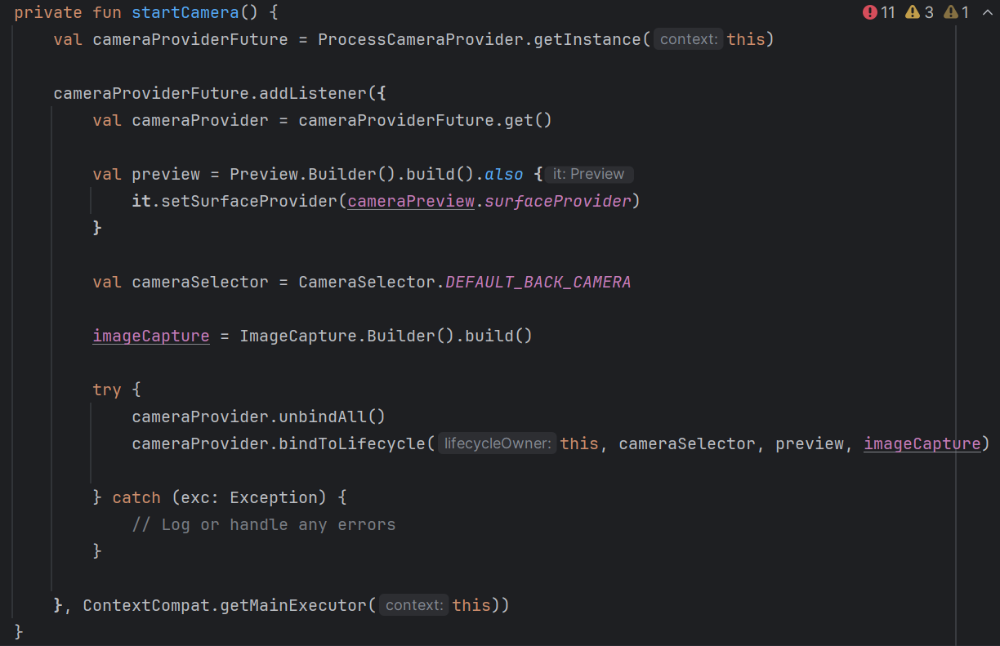 private fun startCamera() { 11 3 1
    val cameraProviderFuture = ProcessCameraProvider.getInstance( context: this)

    cameraProviderFuture.addListener({
        val cameraProvider = cameraProviderFuture.get()

        val preview = Preview.Builder().build().also { it: Preview
            it.setSurfaceProvider(cameraPreview.surfaceProvider)
        }

        val cameraSelector = CameraSelector.DEFAULT_BACK_CAMERA

        imageCapture = ImageCapture.Builder().build()

        try {
            cameraProvider.unbindAll()
            cameraProvider.bindToLifecycle( lifecycleOwner: this, cameraSelector, preview, imageCapture)

        } catch (exc: Exception) {
            // Log or handle any errors
        }

    }, ContextCompat.getMainExecutor( context: this))
}